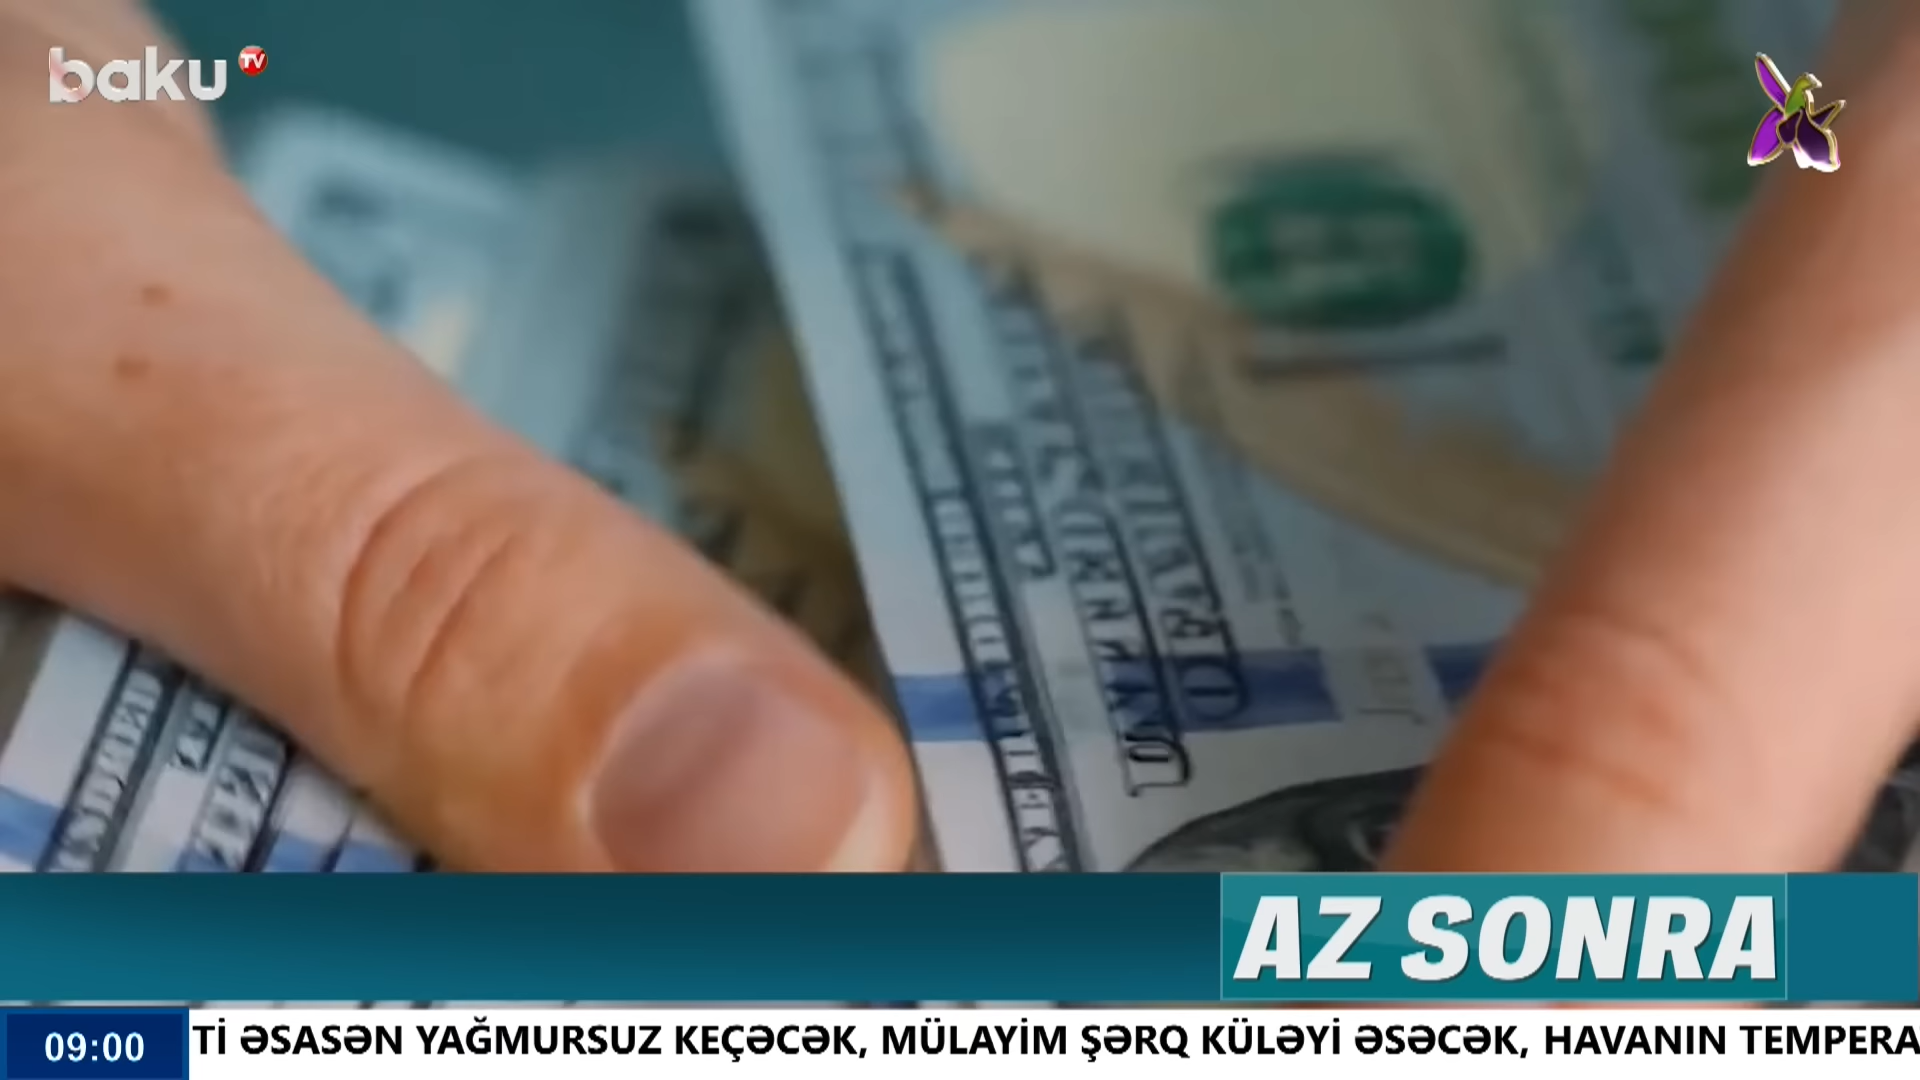 baku TV
AZ SONRA
09:00
Tİ ƏSASƏN YAĞMURSUZ KEÇƏCƏK, MÜLAYİM ŞƏRQ KÜLƏYİ ƏSƏCƏK, HAVANIN TEMPERA